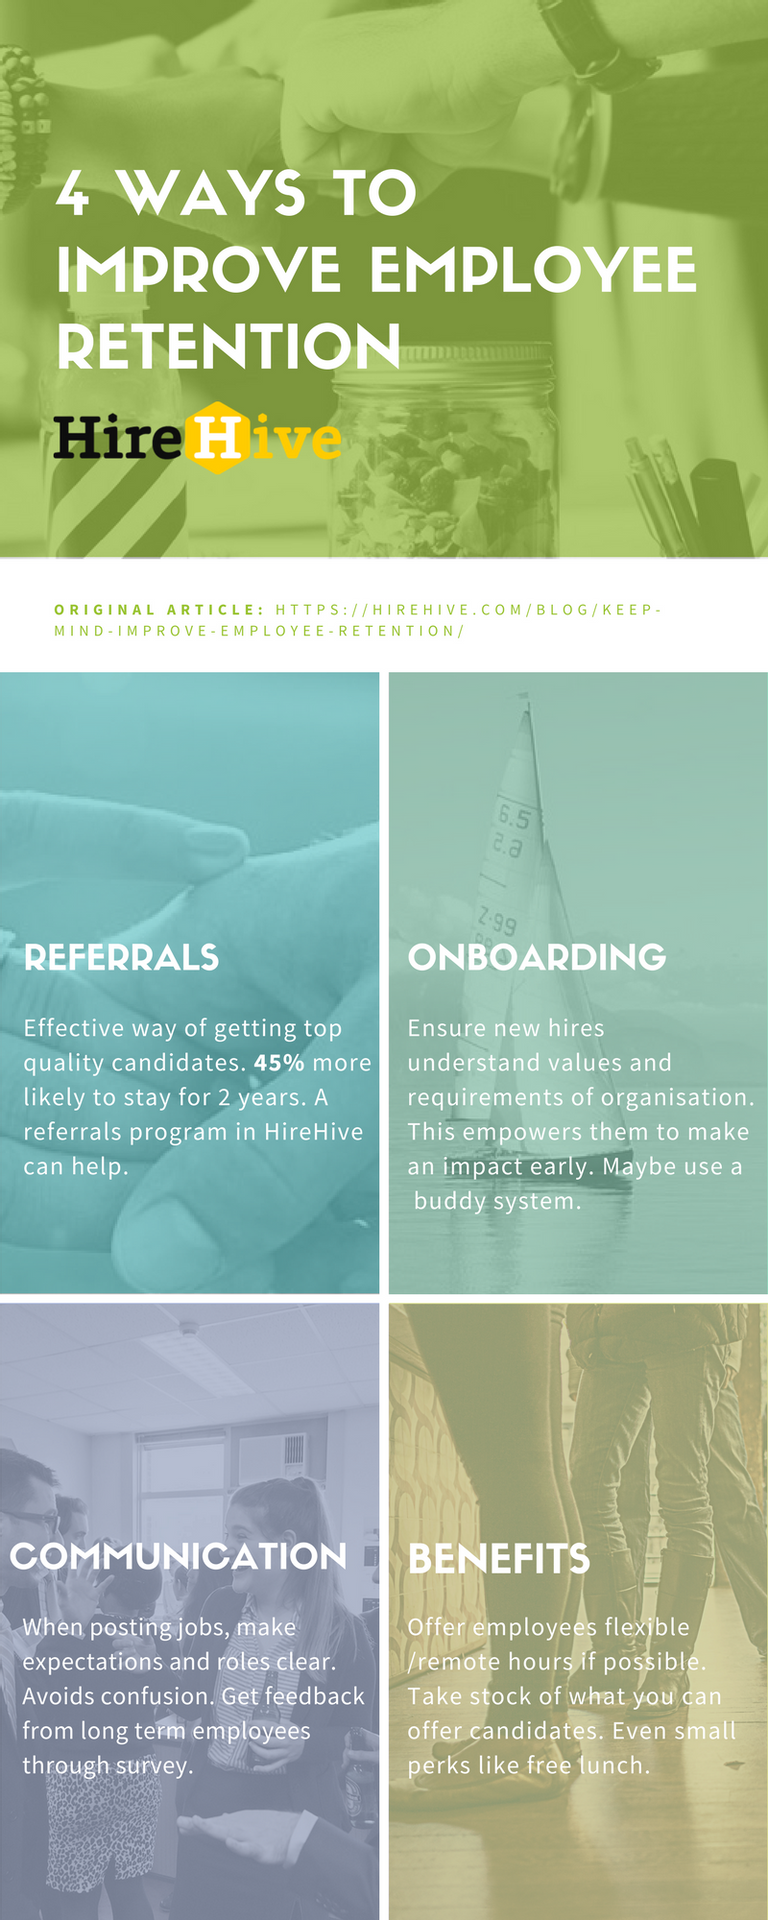 4 WAYS TO
IMPROVE EMPLOYEE
RETENTION
HireHive
ORIGINAL ARTICLE: HTTPS://HIREHIVE.COM/BLOG/KEEP-
MIND-IMPROVE-EMPLOYEE-RETENTION/
6.5
2.a
Z·99
REFERRALS
Effective way of getting top
quality candidates. 45% more
likely to stay for 2 years. A
referrals program in HireHive
can help.
ONBOARDING
Ensure new hires
understand values and
requirements of organisation.
This empowers them to make
an impact early. Maybe use a
buddy system.
COMMUNICATION
When posting jobs, make
expectations and roles clear.
Avoids confusion. Get feedback
from long term employees
through survey.
BENEFITS
Offer employees flexible
/remote hours if possible.
Take stock of what you can
offer candidates. Even small
perks like free lunch.